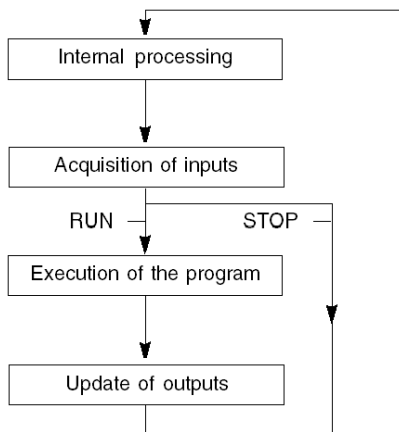 Internal processing
Acquisition of inputs
RUN
STOP
Execution of the program
Update of outputs